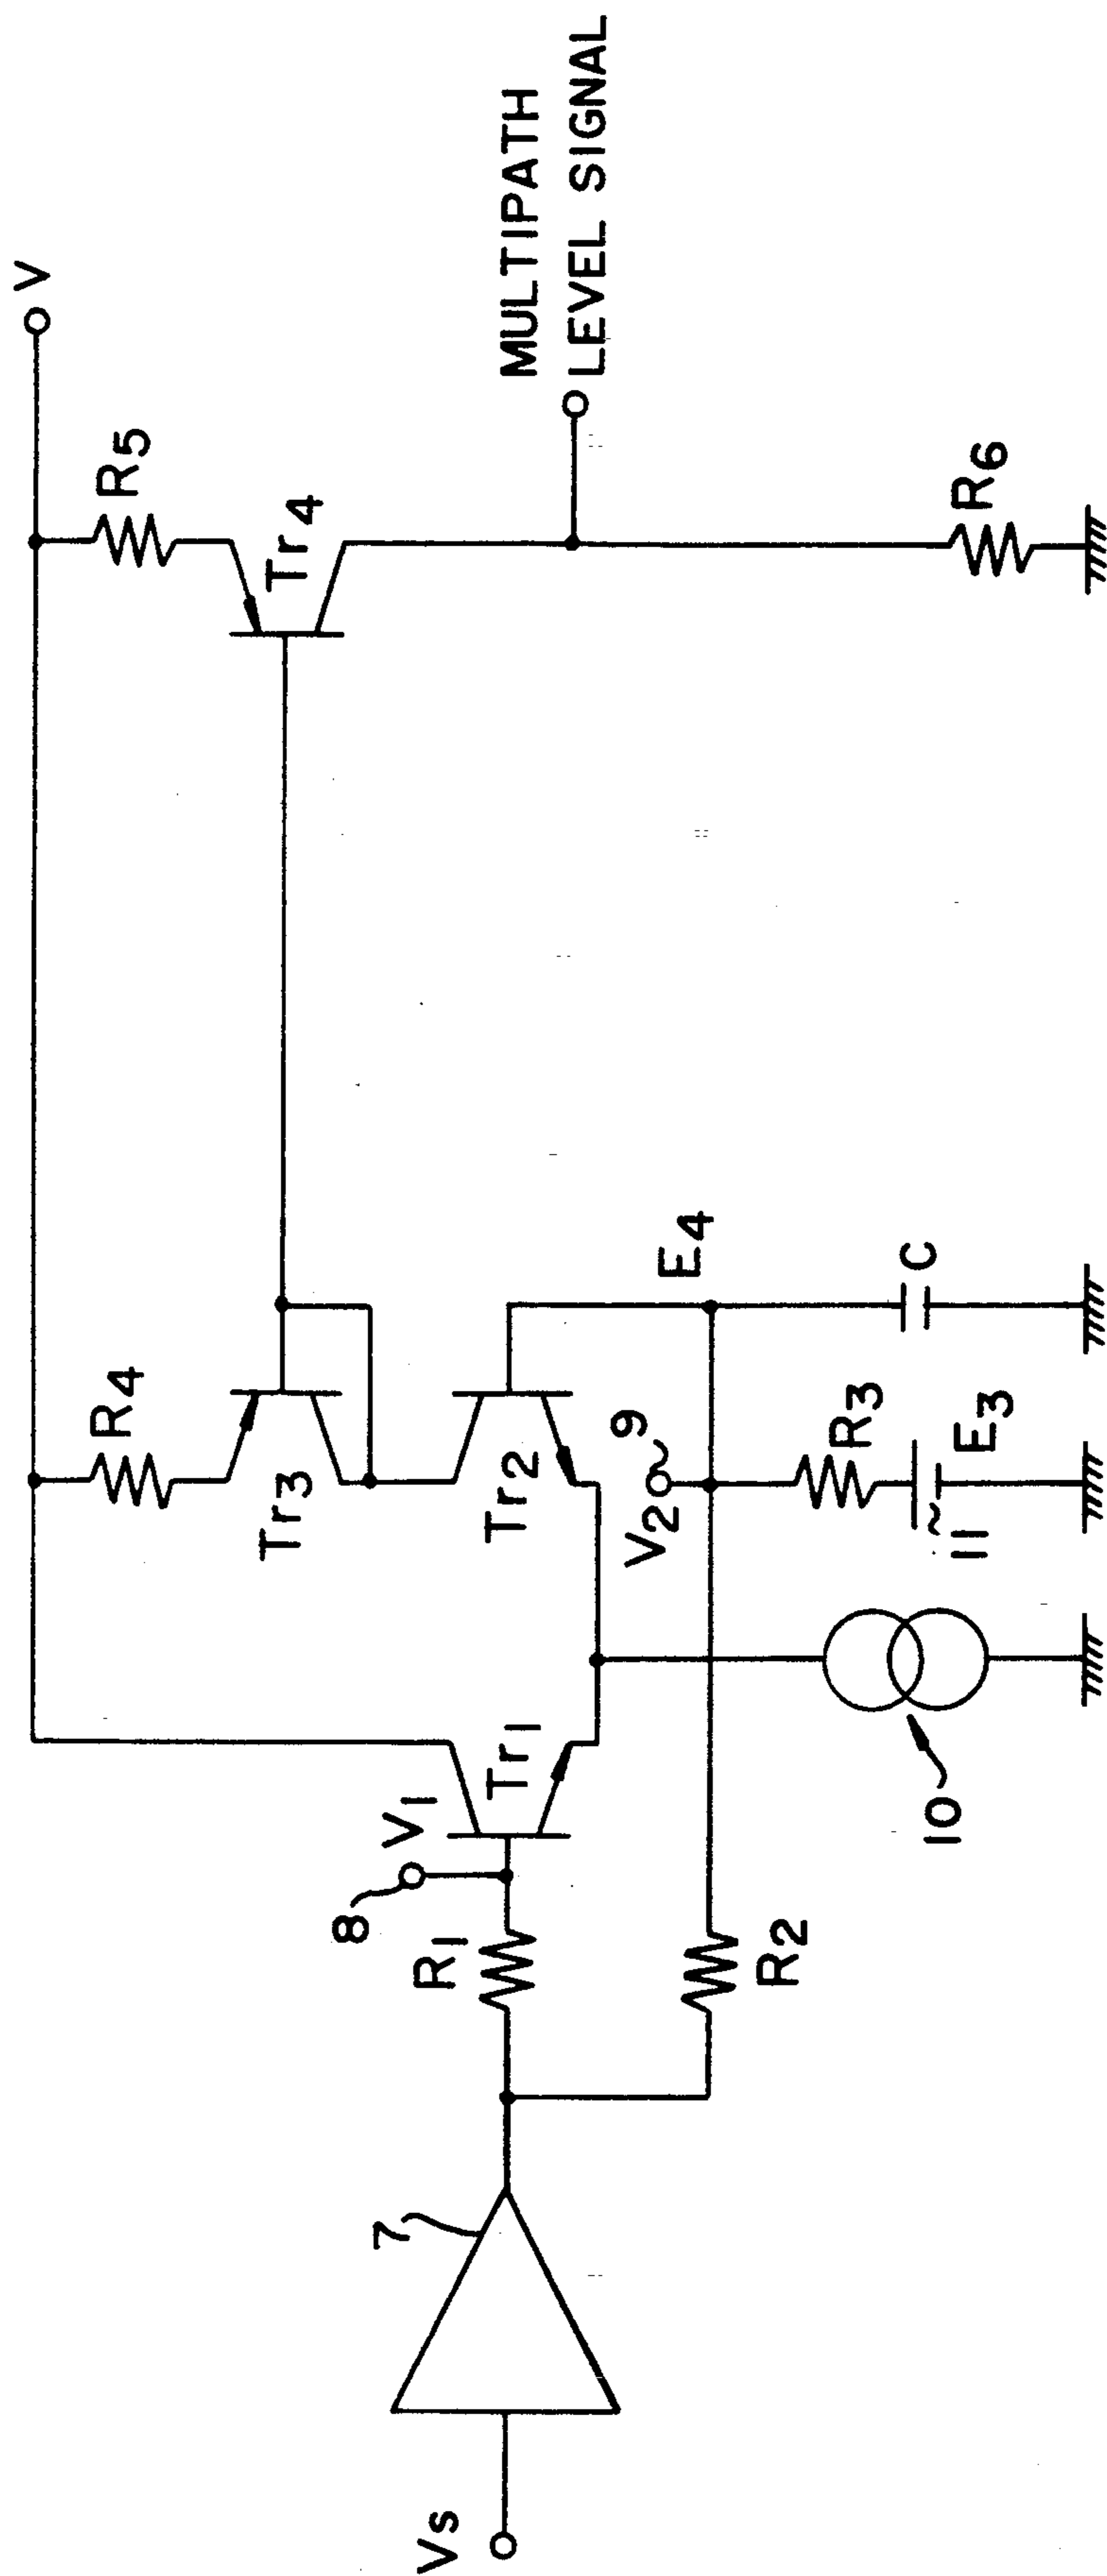 V
R5
Tr4
MULTIPATH
LEVEL SIGNAL
R6
R4
Tr3
Tr2
E4
C
V2
9
R3
E3
11
Tr1
V1
8
R1
R2
10
7
Vs